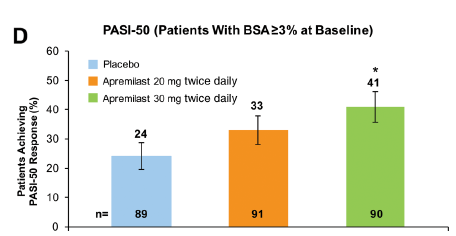 D
PASI-50 (Patients With BSA≥3% at Baseline)
Patients Achieving
PASI-50 Response (%)
60
50
40
30
20
10
0
Placebo
Apremilast 20 mg twice daily
Apremilast 30 mg twice daily
24
33
*
41
n= 89 91 90